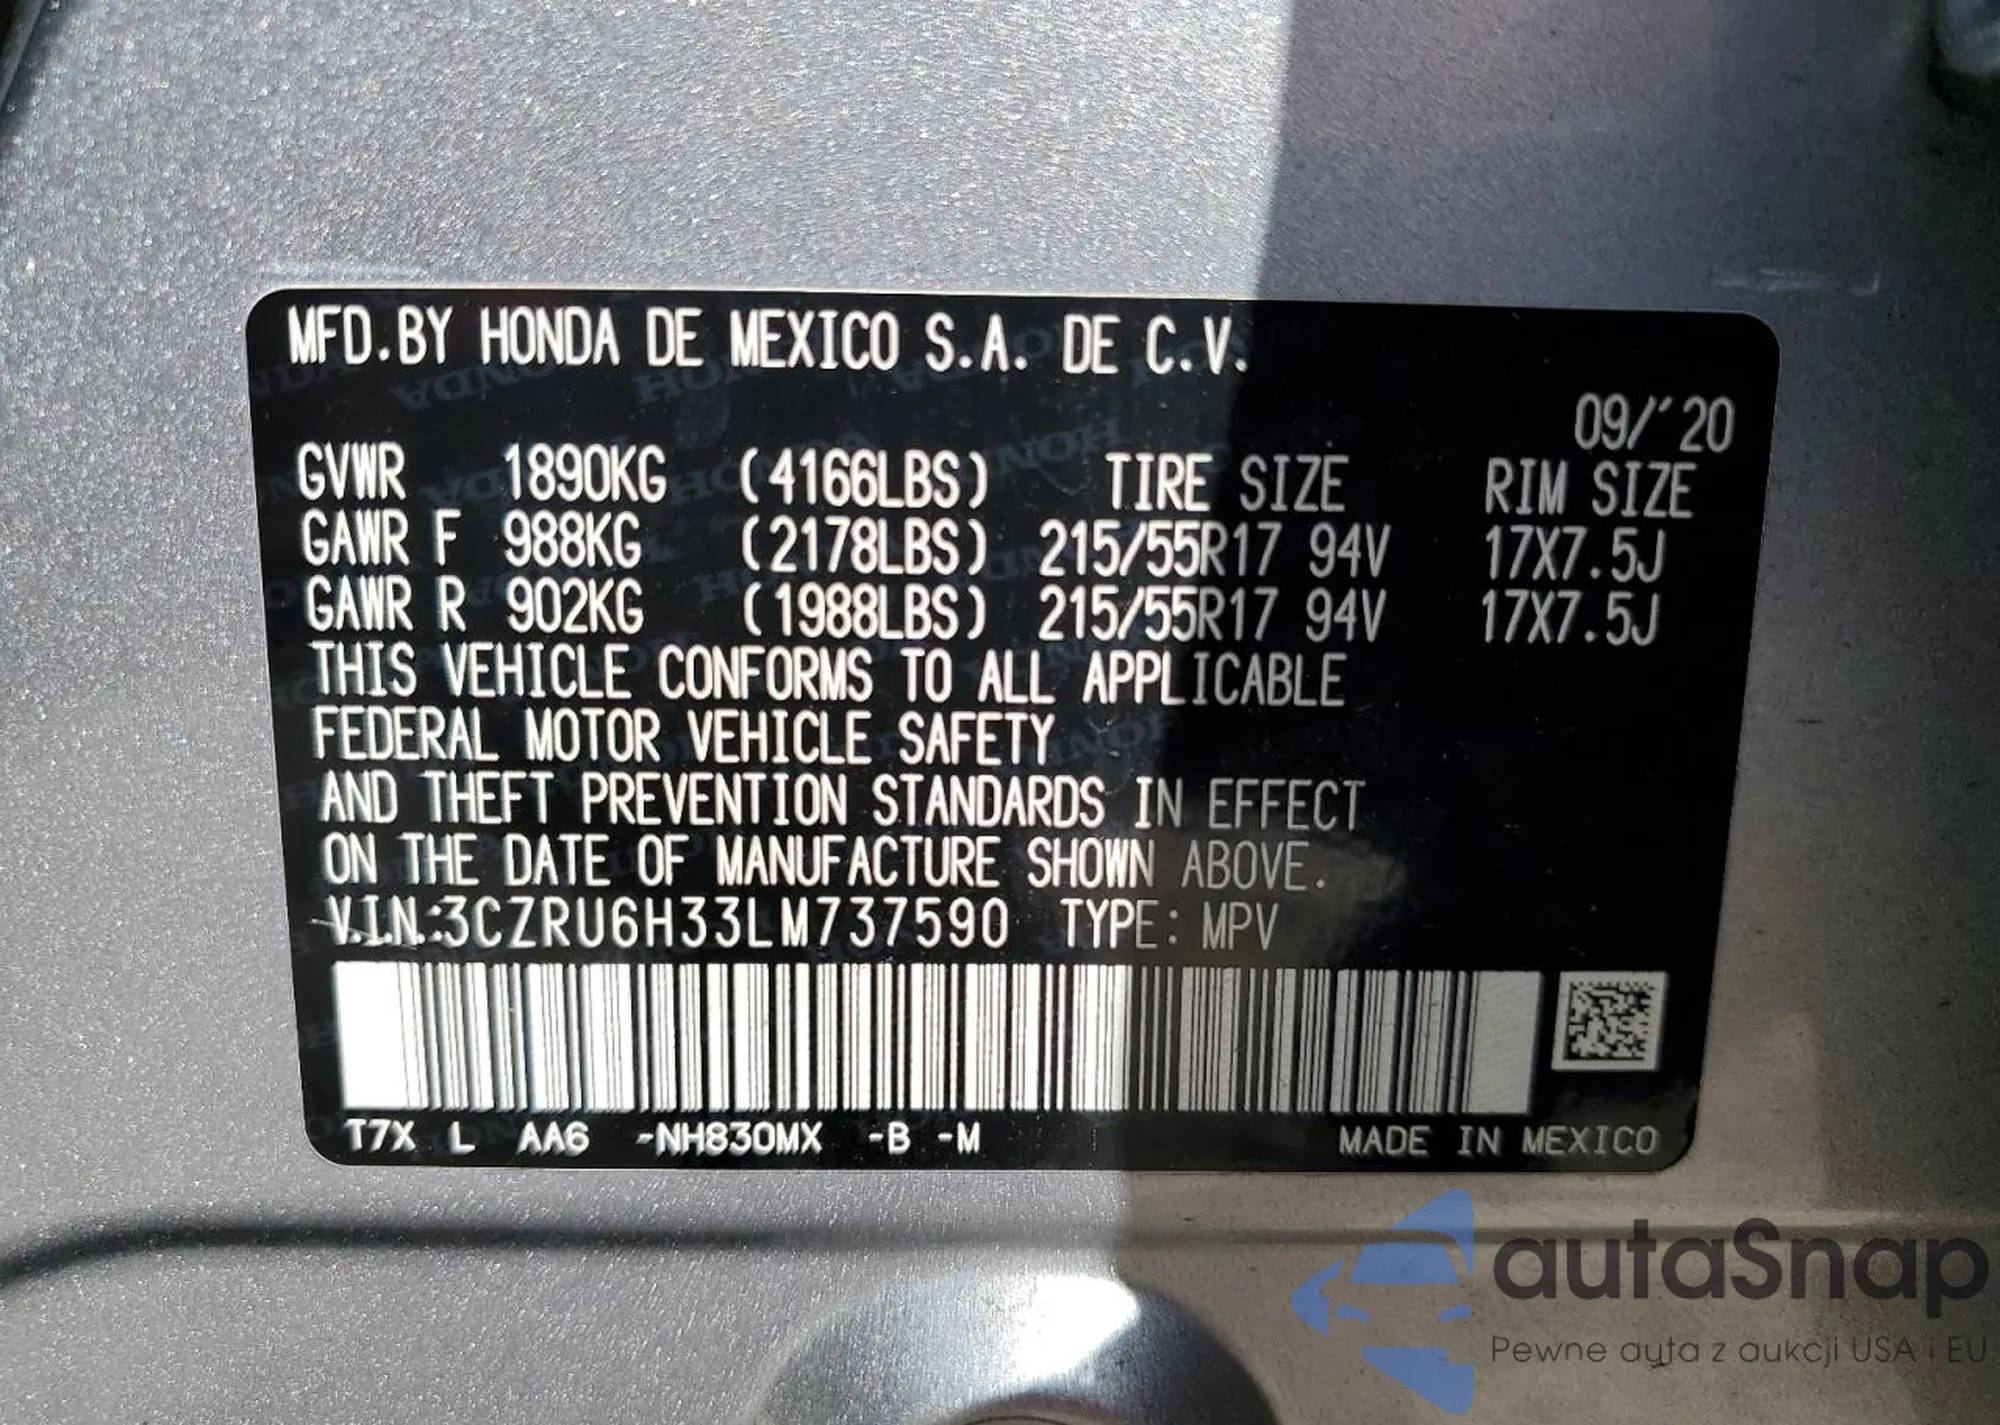 MFD.BY HONDA DE MEXICO S.A. DE C.V.
09/'20
GVWR 1890KG (4166LBS) TIRE SIZE RIM SIZE
GAWR F 988KG (2178LBS) 215/55R17 94V 17X7.5J
GAWR R 902KG (1988LBS) 215/55R17 94V 17X7.5J
THIS VEHICLE CONFORMS TO ALL APPLICABLE
FEDERAL MOTOR VEHICLE SAFETY
AND THEFT PREVENTION STANDARDS IN EFFECT
ON THE DATE OF MANUFACTURE SHOWN ABOVE.
V.I.N.:3CZRU6H33LM737590 TYPE: MPV
T7X L AA6 -NH830MX -B -M MADE IN MEXICO
autaSnap
Pewne auta z aukcji USA i EU